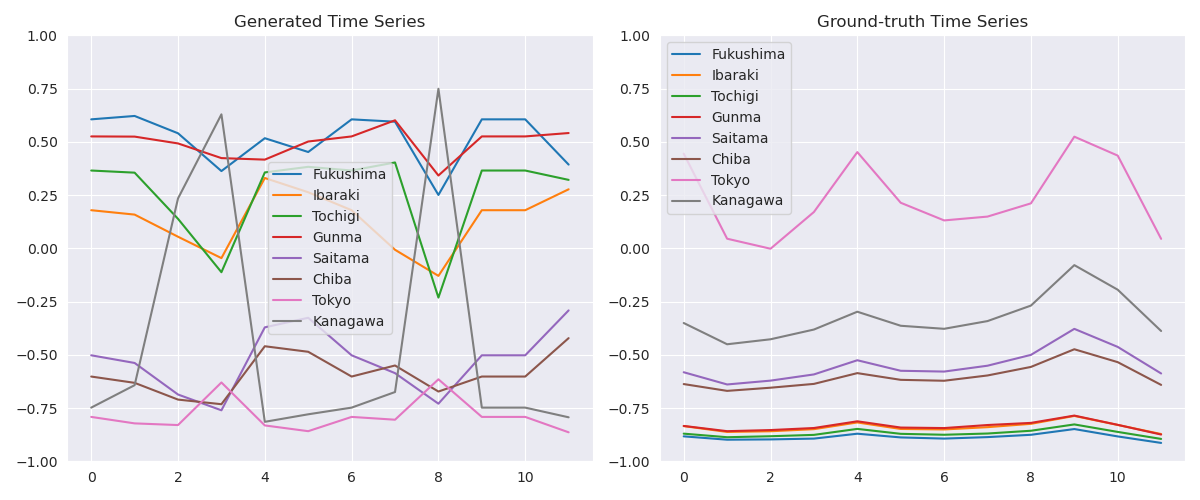 Generated Time Series
1.00
0.75
0.50
0.25
0.00
−0.25
−0.50
−0.75
−1.00
0 2 4 6 8 10
Fukushima
Ibaraki
Tochigi
Gunma
Saitama
Chiba
Tokyo
Kanagawa
Ground-truth Time Series
1.00
0.75
0.50
0.25
0.00
−0.25
−0.50
−0.75
−1.00
0 2 4 6 8 10
Fukushima
Ibaraki
Tochigi
Gunma
Saitama
Chiba
Tokyo
Kanagawa